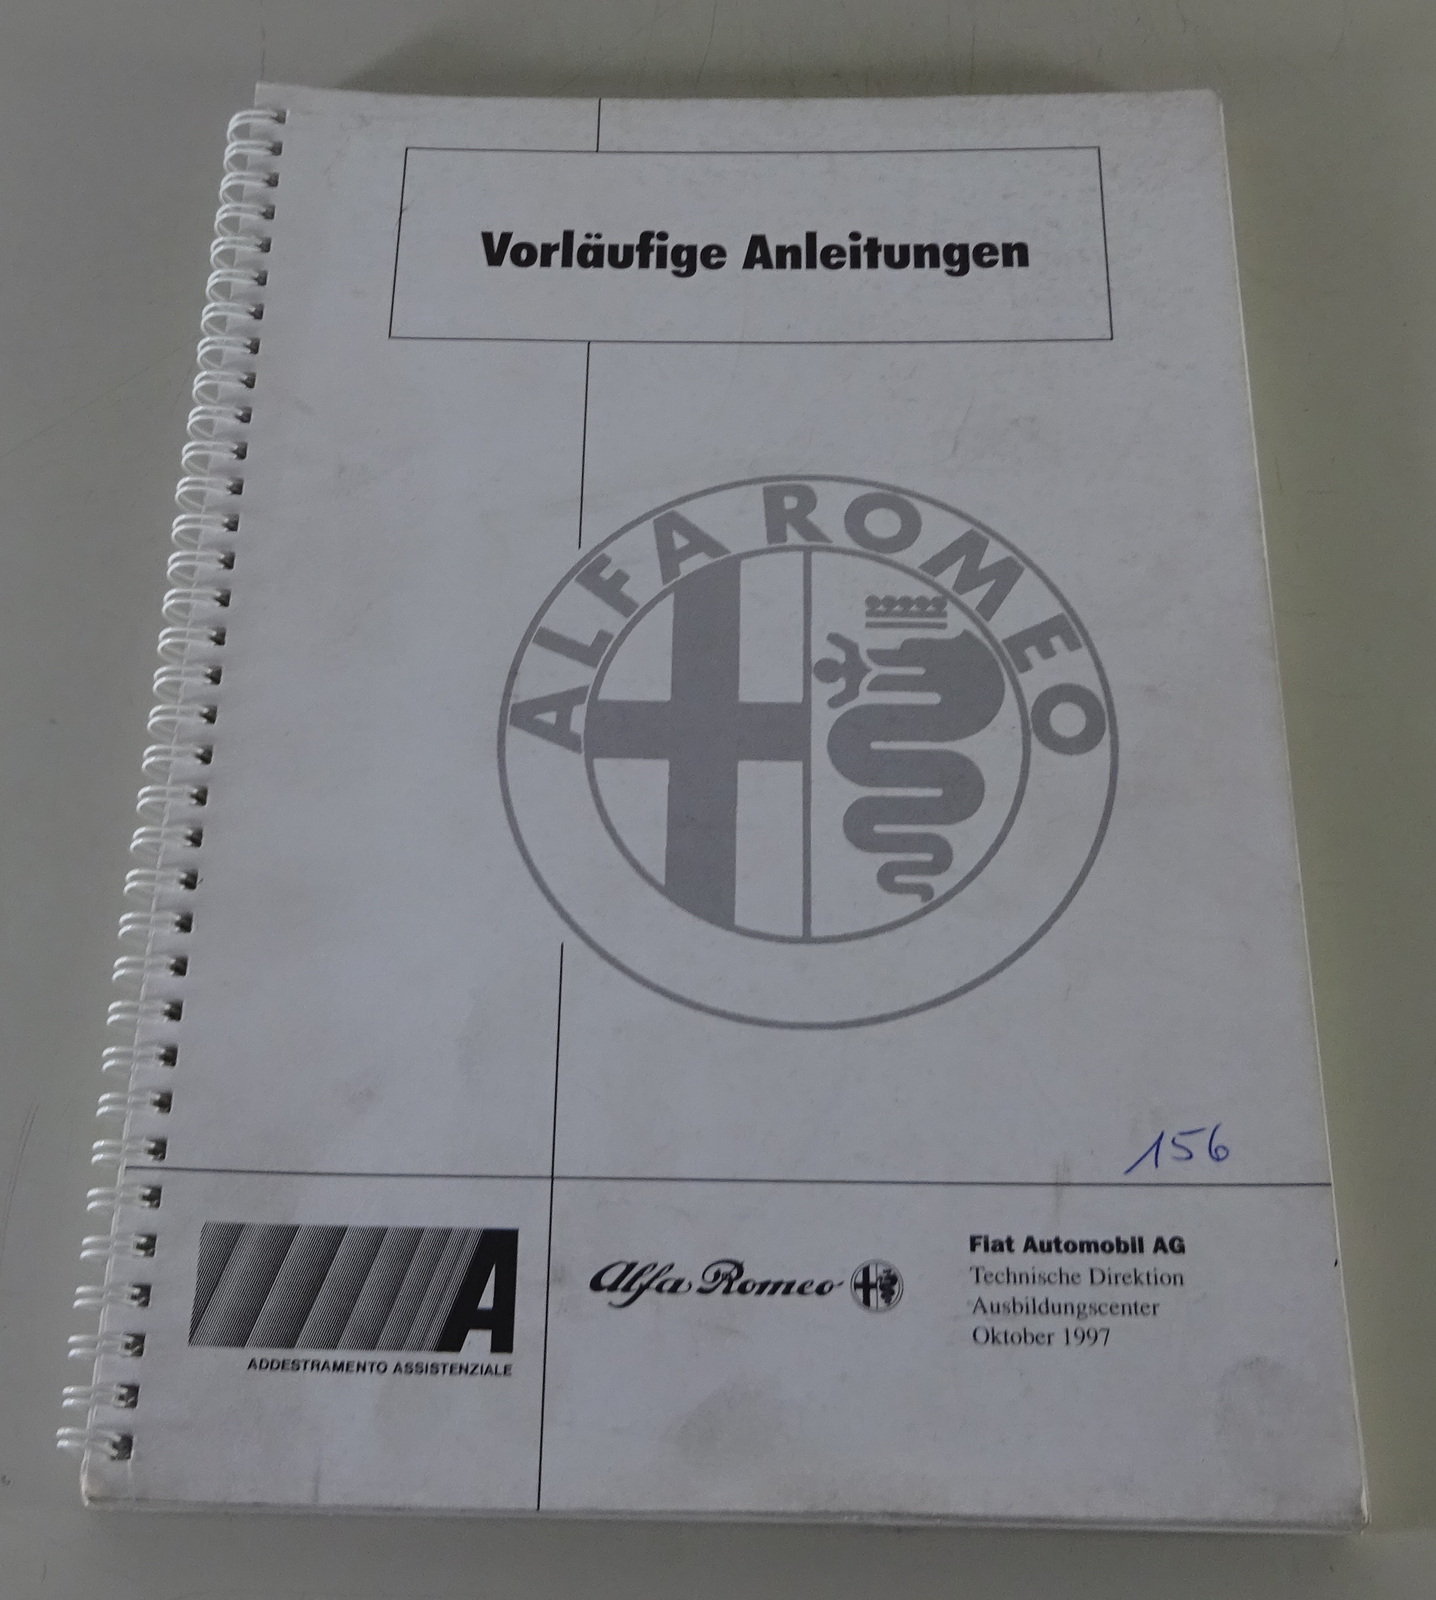 Vorläufige Anleitungen
ALFA ROMEO
156
A
ADDESTRAMENTO ASSISTENZIALE
Alfa Romeo
Fiat Automobil AG
Technische Direktion
Ausbildungscenter
Oktober 1997